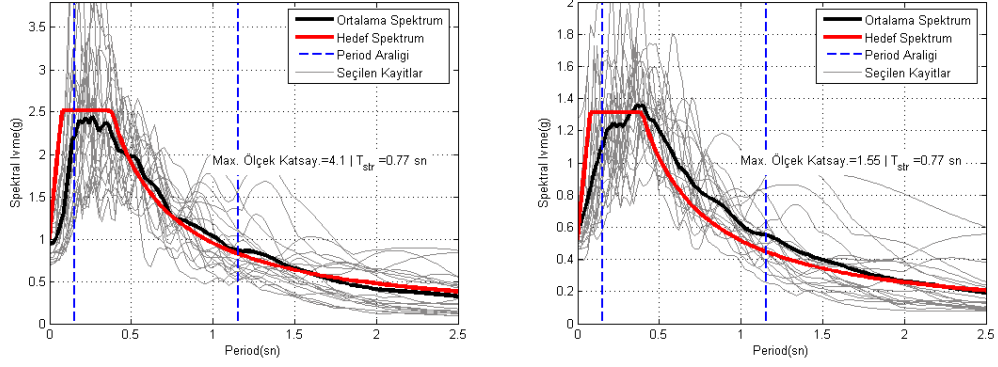 Ortalama Spektrum
Hedef Spektrum
Period Araligi
Seçilen Kayitlar
Max. Ölçek Katsay.=4.1 | Tstr =0.77 sn
Spektral Ivme(g)
3.5
3
2.5
2
1.5
1
0.5
0
0 0.5 1 1.5 2 2.5
Period(sn)
Ortalama Spektrum
Hedef Spektrum
Period Araligi
Seçilen Kayitlar
Max. Ölçek Katsay.=1.55 | Tstr =0.77 sn
Spektral Ivme(g)
2
1.8
1.6
1.4
1.2
1
0.8
0.6
0.4
0.2
0
0 0.5 1 1.5 2 2.5
Period(sn)